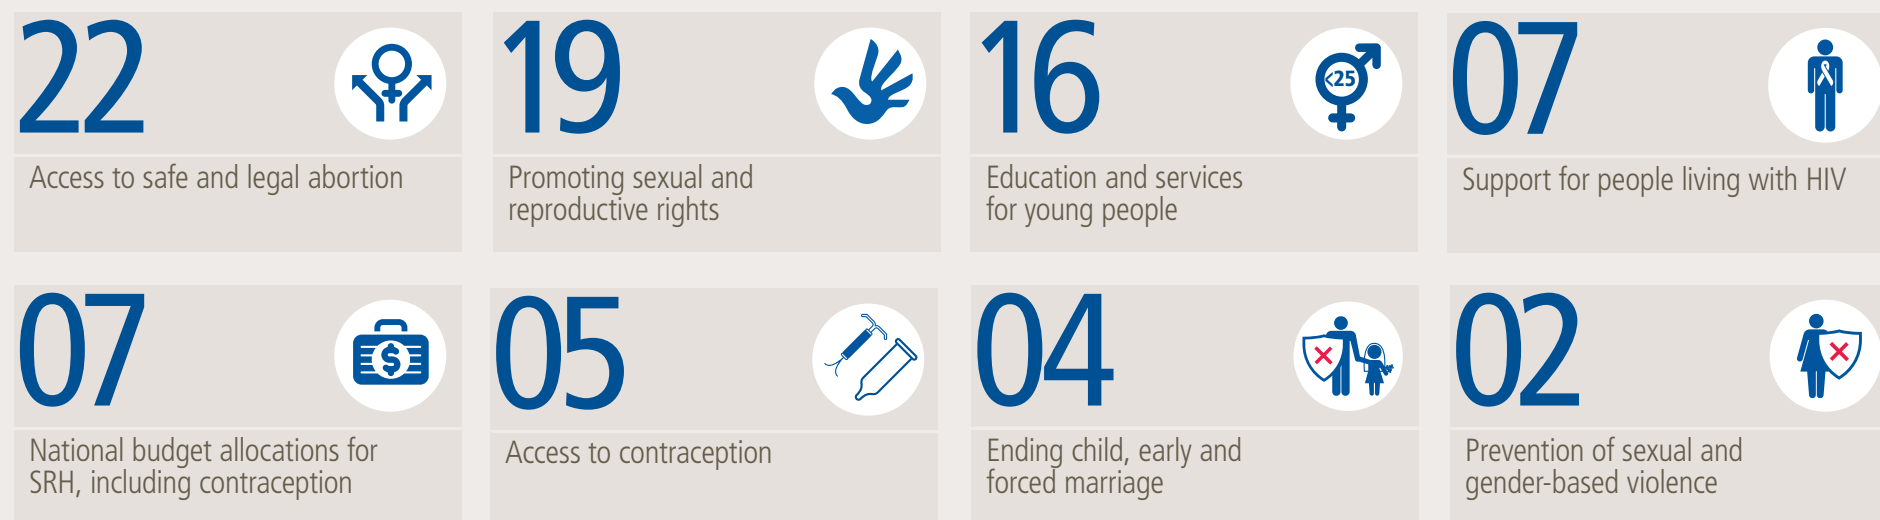 22
Access to safe and legal abortion
19
Promoting sexual and
reproductive rights
16
<25
Education and services
for young people
07
Support for people living with HIV
07
$
National budget allocations for
SRH, including contraception
05
Access to contraception
04
Ending child, early and
forced marriage
02
Prevention of sexual and
gender-based violence